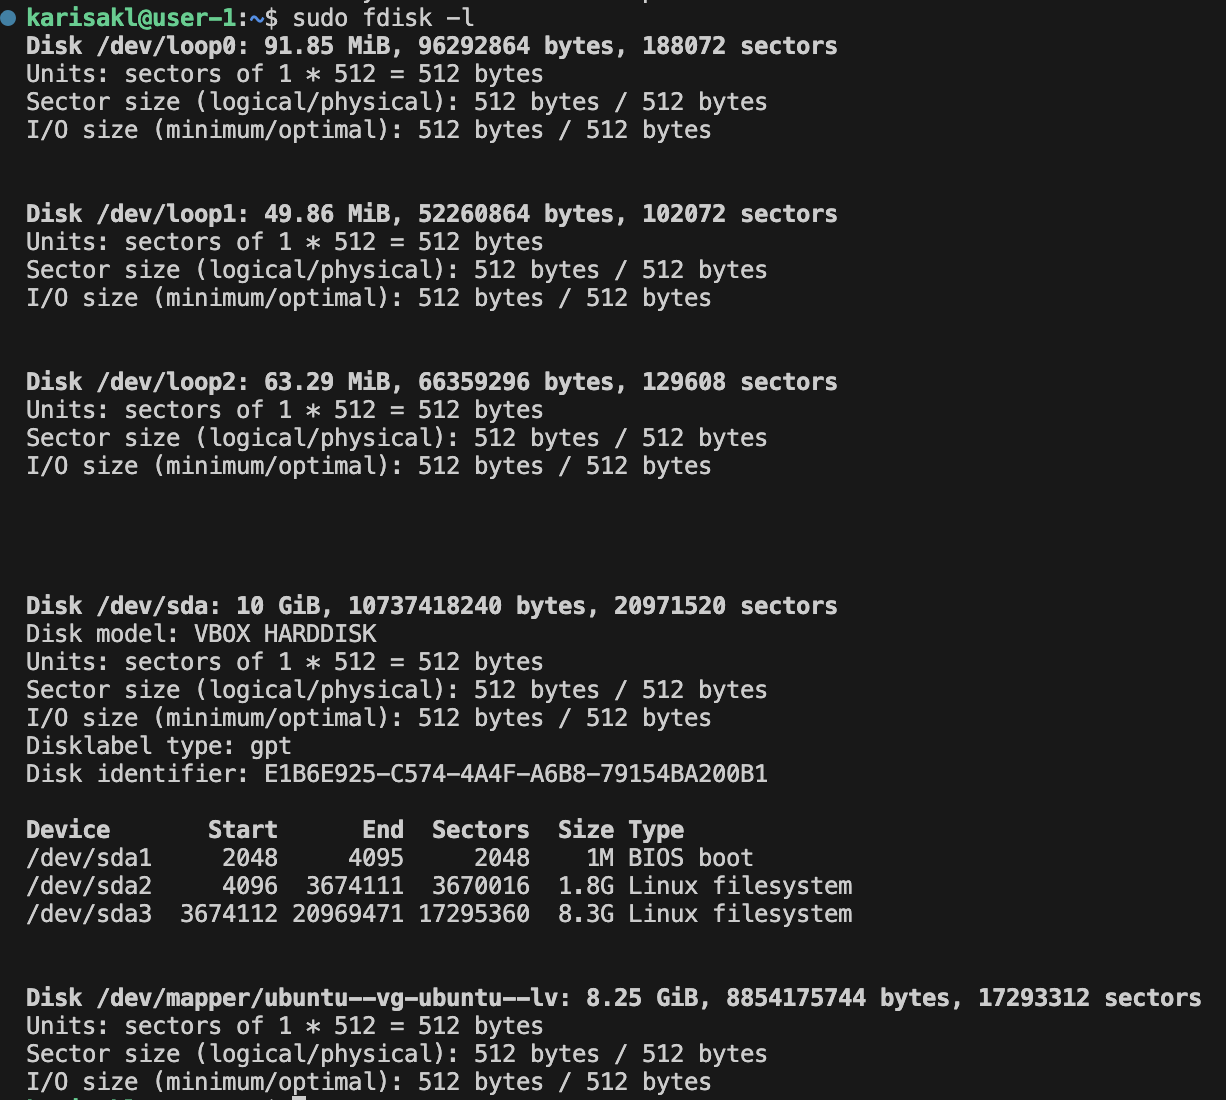 karisakl@user-1:~$ sudo fdisk -l
Disk /dev/loop0: 91.85 MiB, 96292864 bytes, 188072 sectors
Units: sectors of 1 * 512 = 512 bytes
Sector size (logical/physical): 512 bytes / 512 bytes
I/O size (minimum/optimal): 512 bytes / 512 bytes
Disk /dev/loop1: 49.86 MiB, 52260864 bytes, 102072 sectors
Units: sectors of 1 * 512 = 512 bytes
Sector size (logical/physical): 512 bytes / 512 bytes
I/O size (minimum/optimal): 512 bytes / 512 bytes
Disk /dev/loop2: 63.29 MiB, 66359296 bytes, 129608 sectors
Units: sectors of 1 * 512 = 512 bytes
Sector size (logical/physical): 512 bytes / 512 bytes
I/O size (minimum/optimal): 512 bytes / 512 bytes
Disk /dev/sda: 10 GiB, 10737418240 bytes, 20971520 sectors
Disk model: VBOX HARDDISK
Units: sectors of 1 * 512 = 512 bytes
Sector size (logical/physical): 512 bytes / 512 bytes
I/O size (minimum/optimal): 512 bytes / 512 bytes
Disklabel type: gpt
Disk identifier: E1B6E925-C574-4A4F-A6B8-79154BA200B1
Device Start End Sectors Size Type
/dev/sda1 2048 4095 2048 1M BIOS boot
/dev/sda2 4096 3674111 3670016 1.8G Linux filesystem
/dev/sda3 3674112 20969471 17295360 8.3G Linux filesystem
Disk /dev/mapper/ubuntu--vg-ubuntu--lv: 8.25 GiB, 8854175744 bytes, 17293312 sectors
Units: sectors of 1 * 512 = 512 bytes
Sector size (logical/physical): 512 bytes / 512 bytes
I/O size (minimum/optimal): 512 bytes / 512 bytes